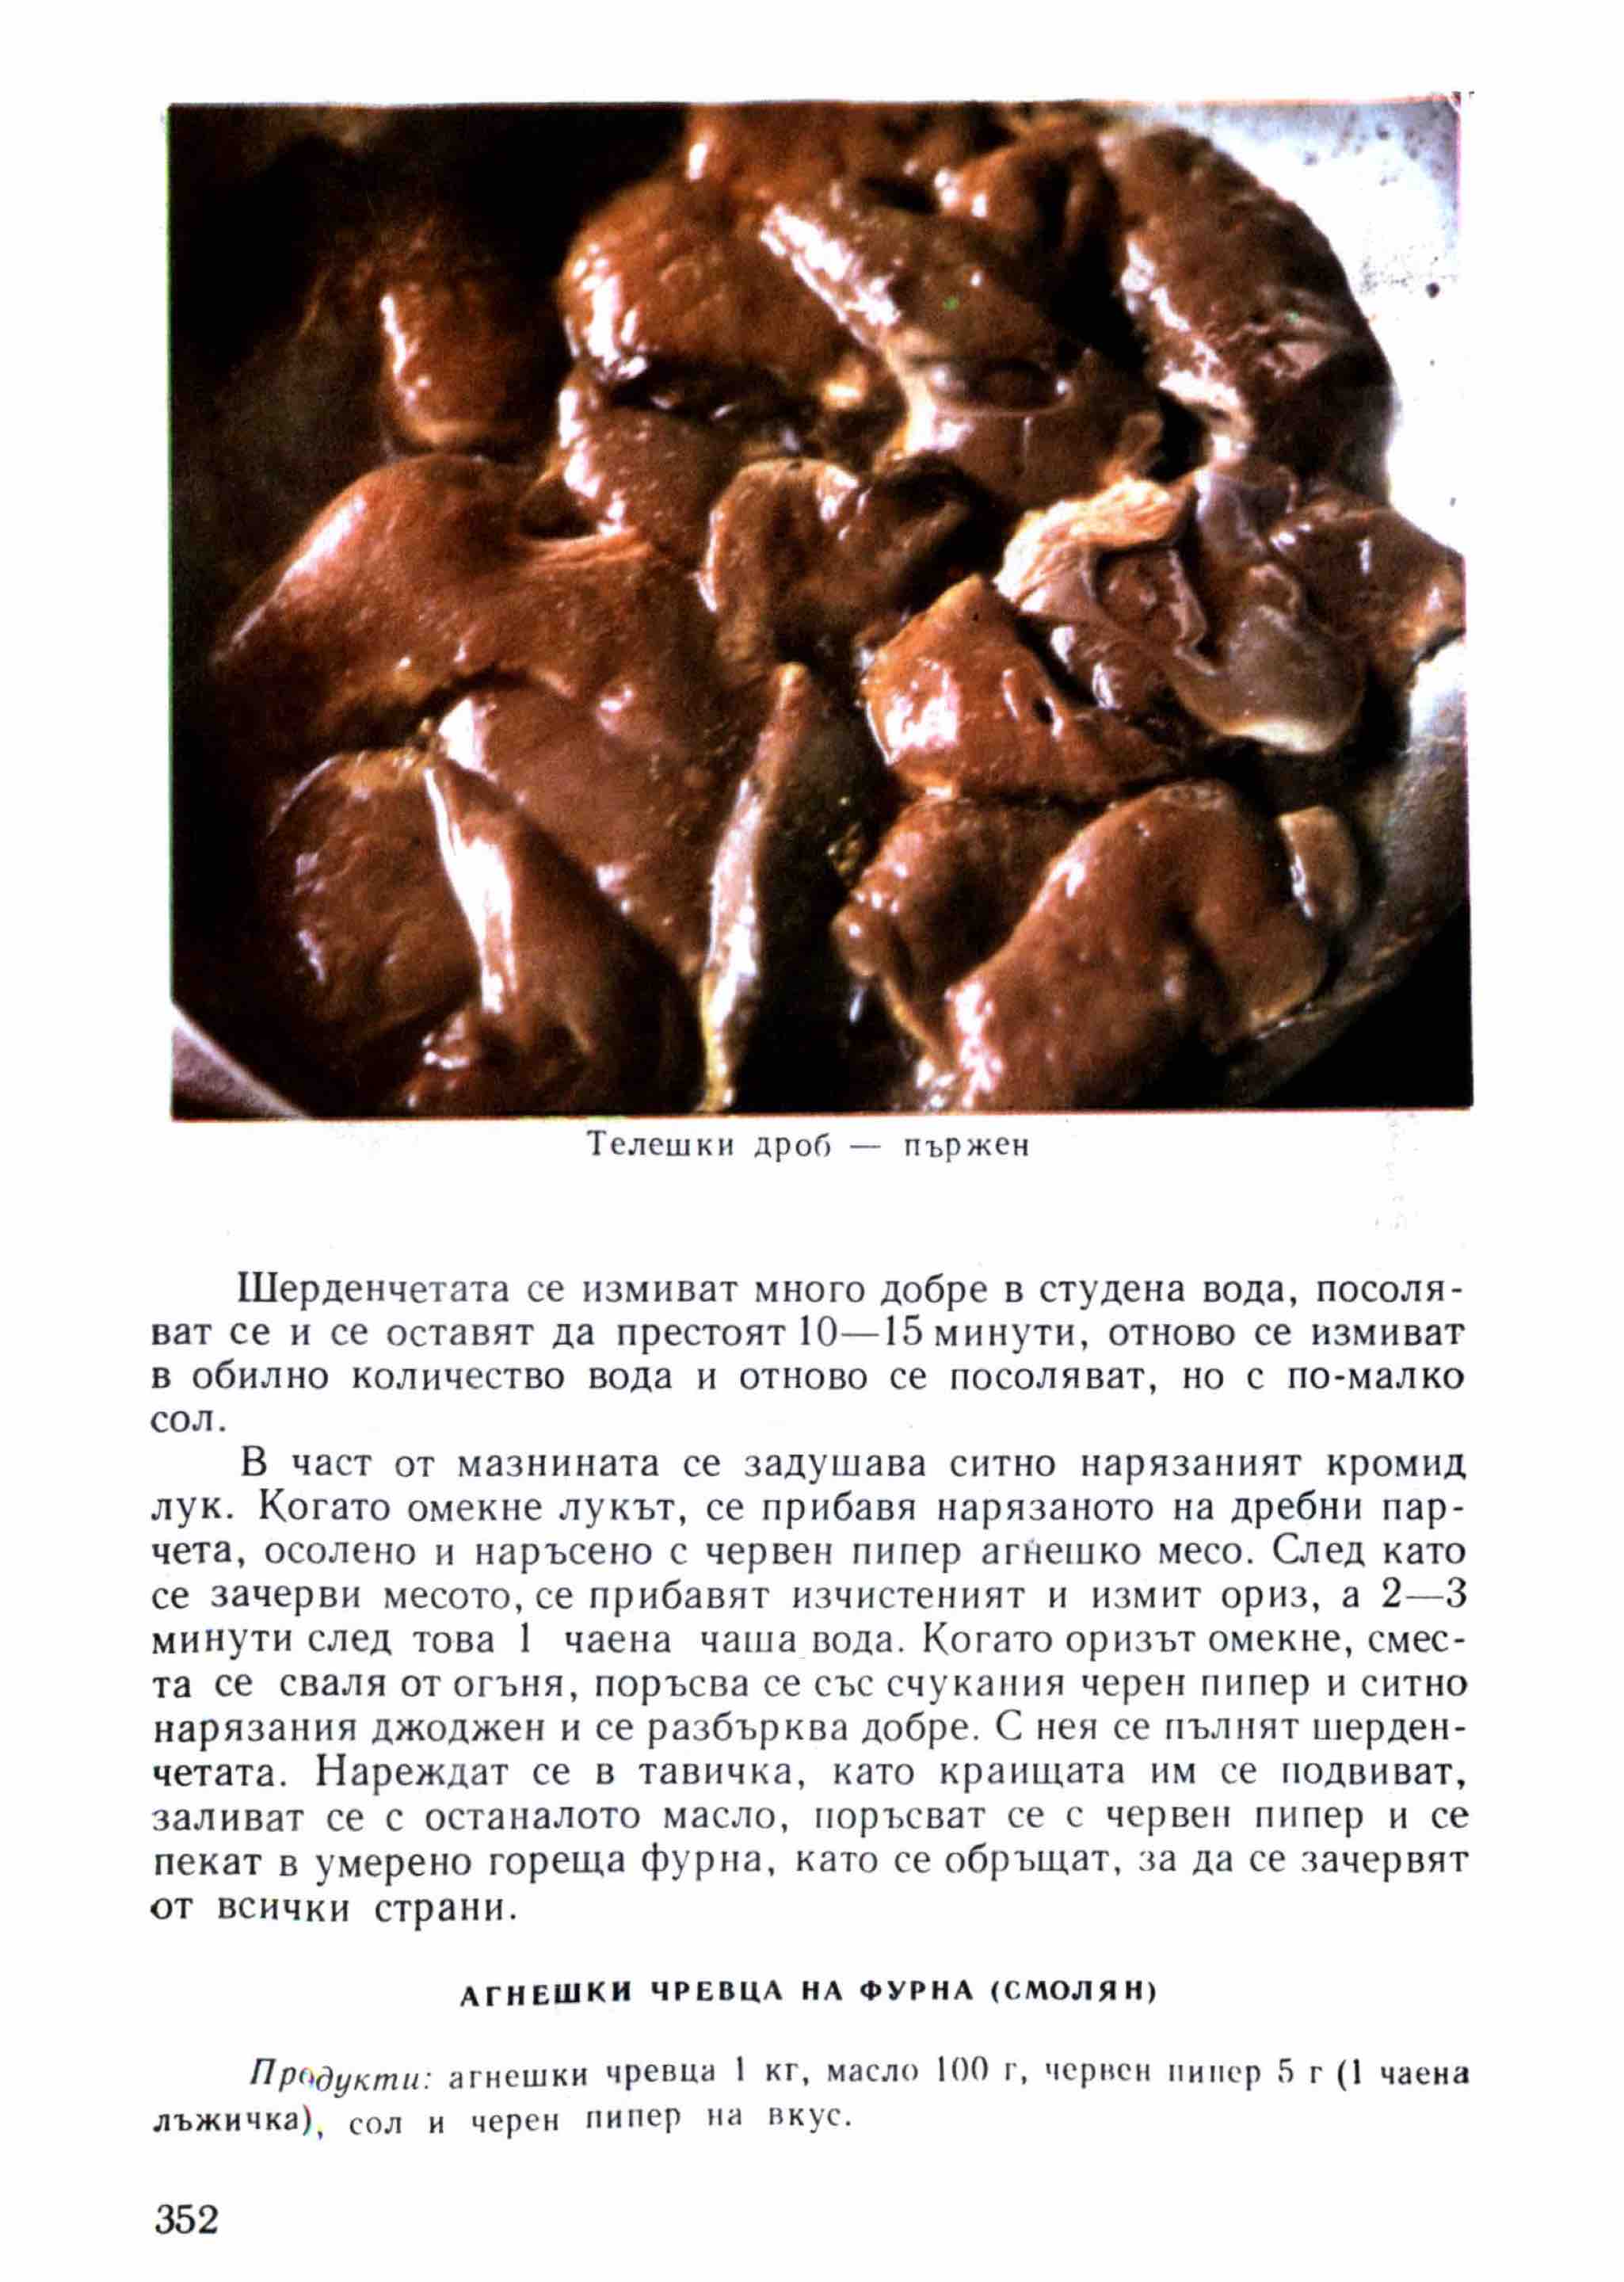 Телешки дроб — пържен
Шерденчетата се измиват много добре в студена вода, посоля-
ват се и се оставят да престоят 10—15 минути, отново се измиват
в обилно количество вода и отново се посоляват, но с по-малко
сол.
В част от мазнината се задушава ситно нарязаният кромид
лук. Когато омекне лукът, се прибавя нарязаното на дребни пар-
чета, осолено и наръсено с червен пипер агнешко месо. След като
се зачерви месото, се прибавят изчистеният и измит ориз, а 2—3
минути след това 1 чаена чаша вода. Когато оризът омекне, смес-
та се сваля от огъня, поръсва се със счукания черен пипер и ситно
нарязания джоджен и се разбърква добре. С нея се пълнят шерден-
четата. Нареждат се в тавичка, като краищата им се подвиват,
заливат се с останалото масло, поръсват се с червен пипер и се
пекат в умерено гореща фурна, като се обръщат, за да се зачервят
от всички страни.
АГНЕШКИ ЧРЕВЦА НА ФУРНА (СМОЛЯН)
Продукти: агнешки чревца 1 кг, масло 100 г, червен пипер 5 г (1 чаена
лъжичка), сол и черен пипер на вкус.
352